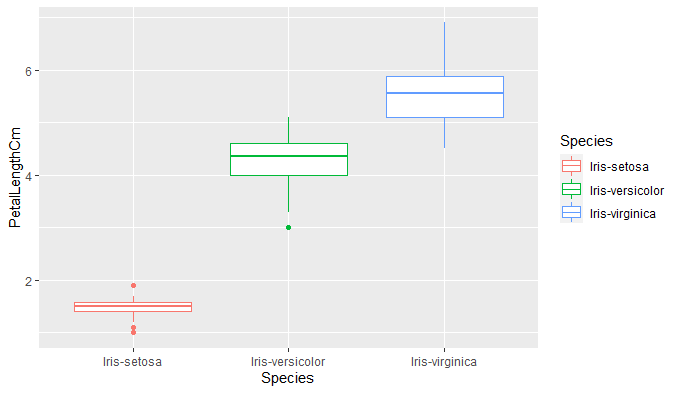 PetalLengthCm
6
4
2
Iris-setosa
Iris-versicolor
Iris-virginica
Species
Species
Iris-setosa
Iris-versicolor
Iris-virginica